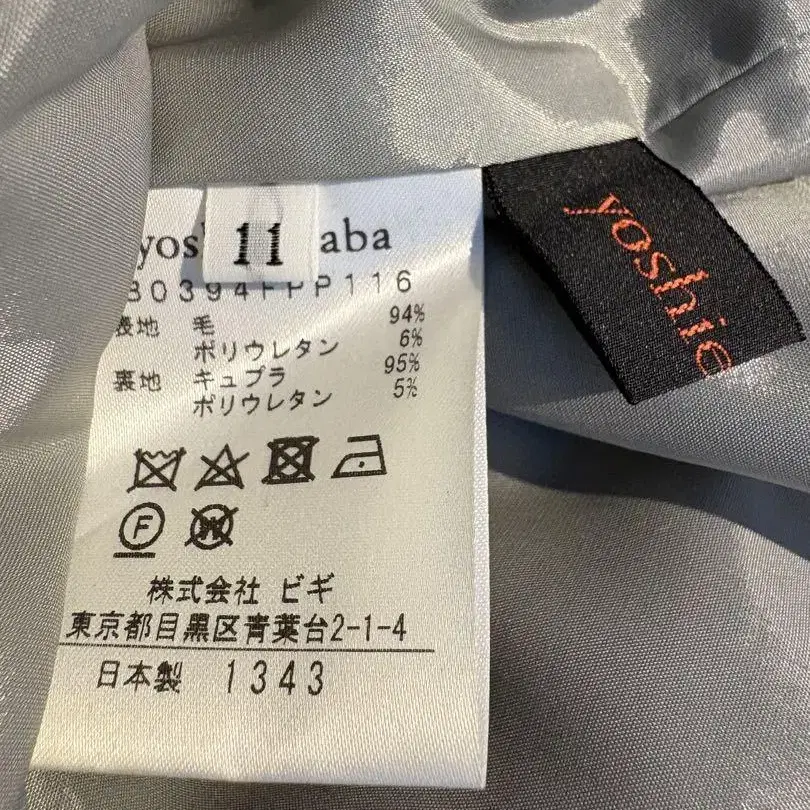 yos 11 aba
80394FPP116
表地 毛 94%
ポリウレタン 6%
裏地 キュプラ 95%
ポリウレタン 5%
F
W
株式会社 ビギ
東京都目黒区青葉台2-1-4
日本製 1343
yoshie